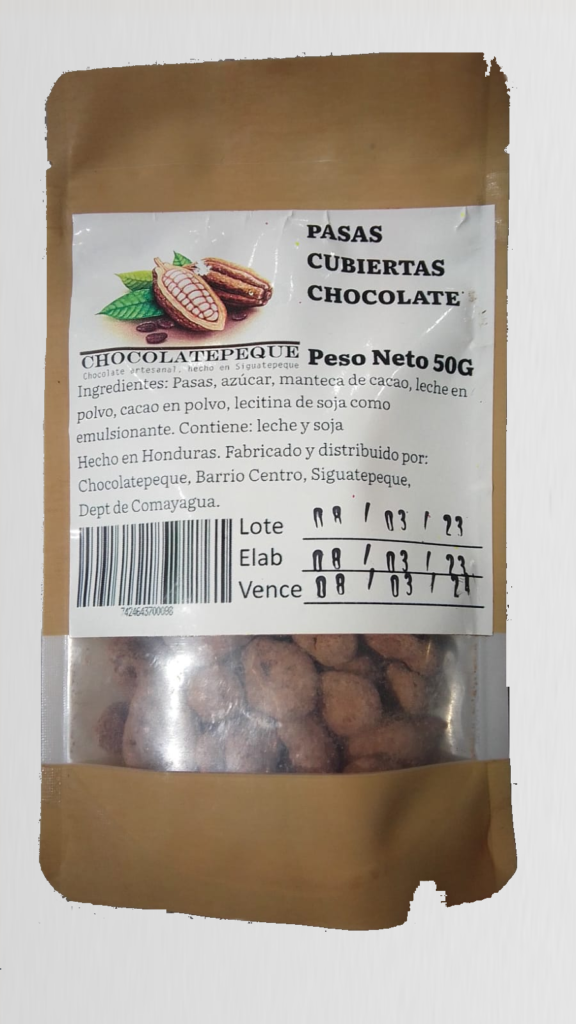 PASAS
CUBIERTAS
CHOCOLATE
CHOCOLATEPEQUE
Chocolate artesanal, hecho en Siguatepeque
Peso Neto 50G
Ingredientes: Pasas, azúcar, manteca de cacao, leche en
polvo, cacao en polvo, lecitina de soja como
emulsionante. Contiene: leche y soja
Hecho en Honduras. Fabricado y distribuido por:
Chocolatepeque, Barrio Centro, Siguatepeque,
Dept de Comayagua.
Lote 08 / 03 / 23
Elab 08 / 03 / 23
Vence 08 / 03 / 24
7424643700098